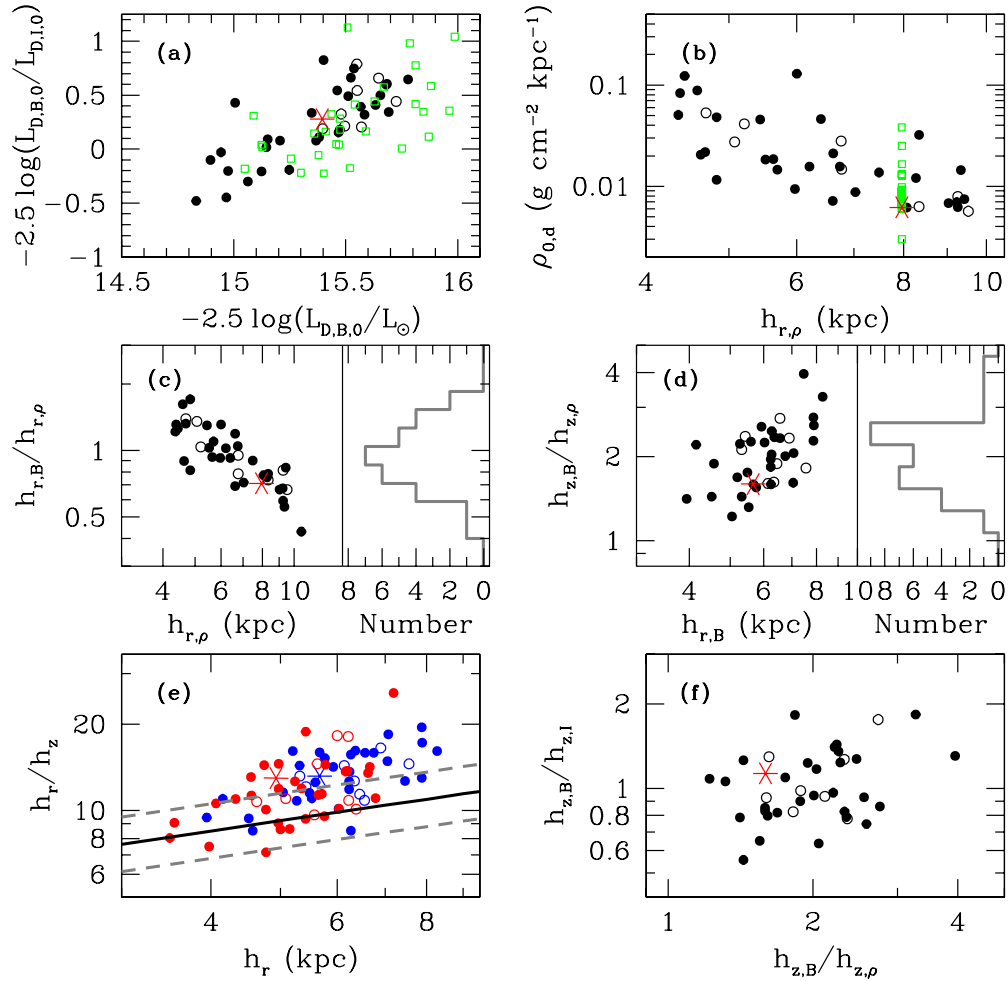 (a)
−2.5 log(L_D,B,0/L_D,I,0)
1
0.5
0
−0.5
−1
14.5 15 15.5 16
−2.5 log(L_D,B,0/L_⊙)
(b)
ρ_0,d (g cm⁻² kpc⁻¹)
0.1
0.01
4 6 8 10
h_r,ρ (kpc)
(c)
h_r,B/h_r,ρ
1
0.5
4 6 8 10 8 6 4 2 0
h_r,ρ (kpc) Number
(d)
h_z,B/h_z,ρ
4
2
1
4 6 8 10 8 6 4 2 0
h_r,B (kpc) Number
(e)
h_r/h_z
20
10
8
6
4 6 8
h_r (kpc)
(f)
h_z,B/h_z,I
2
1
0.8
0.6
1 2 4
h_z,B/h_z,ρ